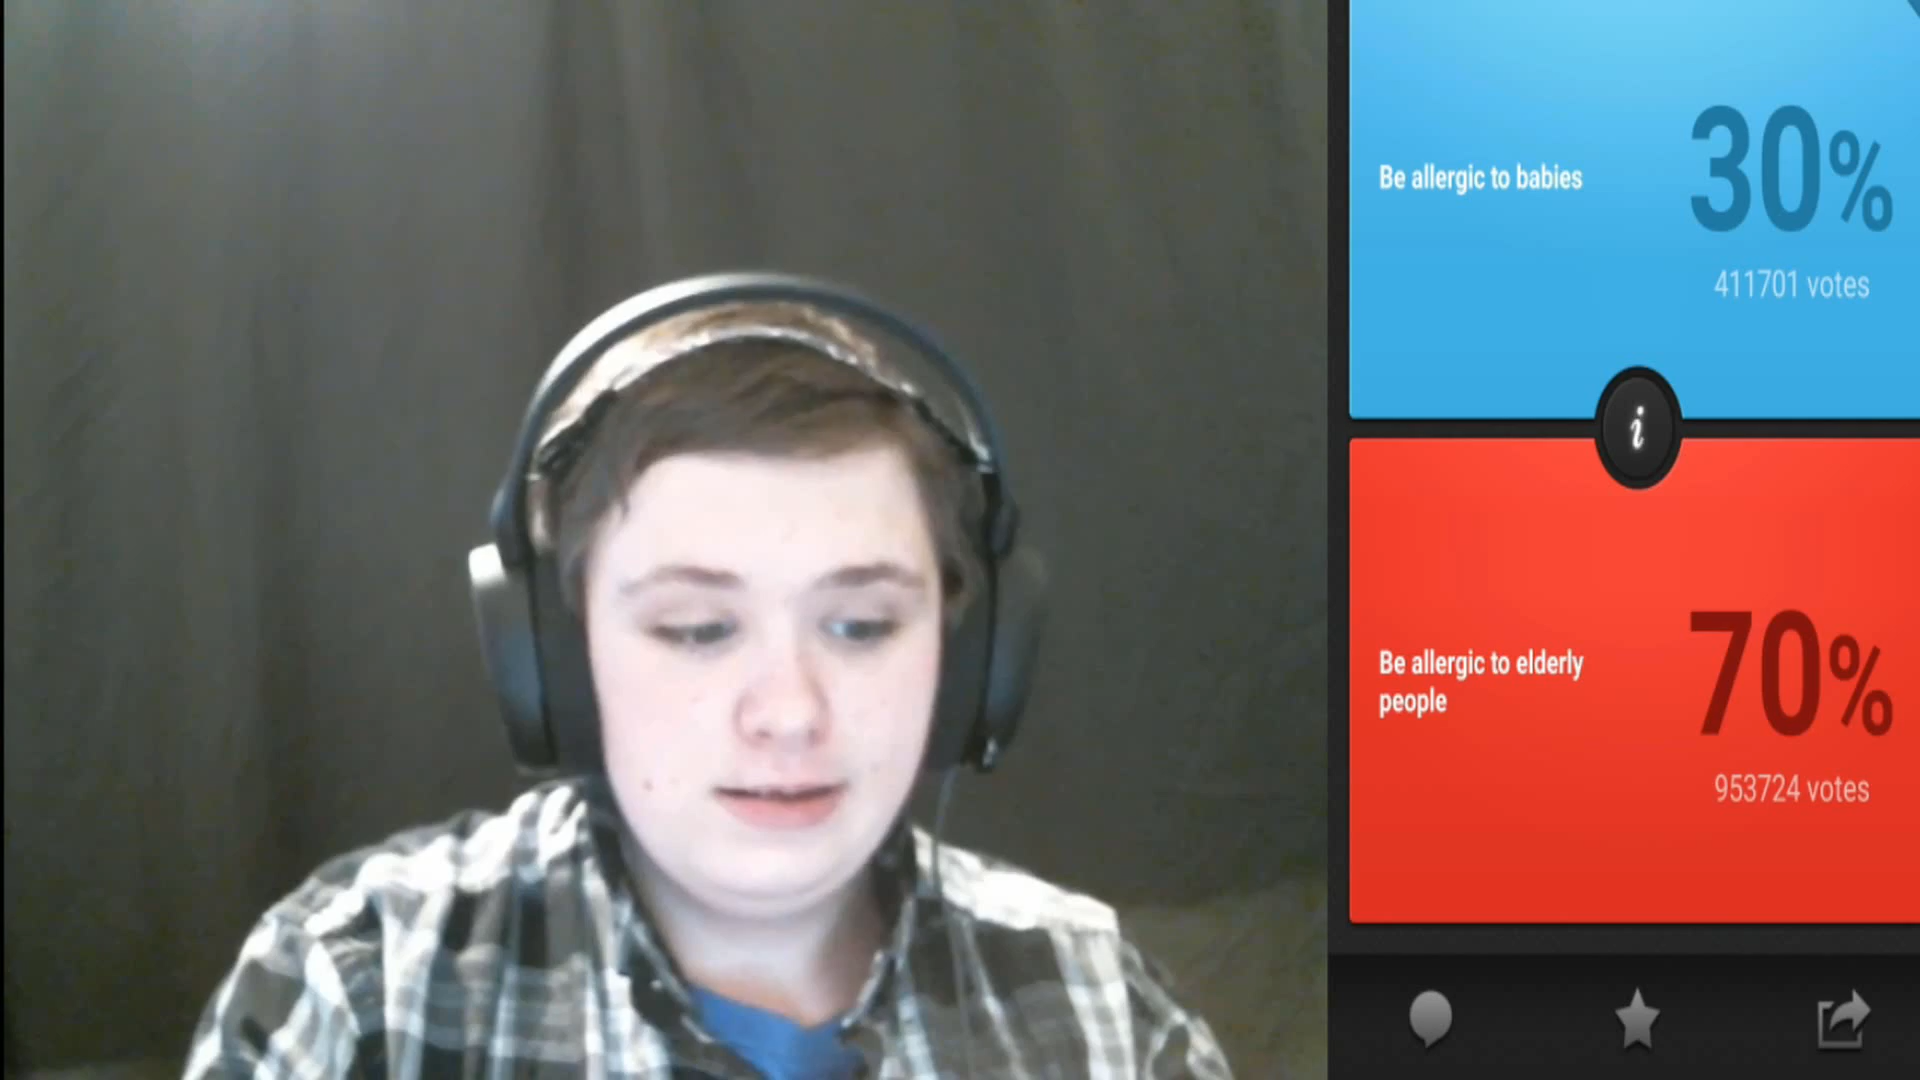 Be allergic to babies
30%
411701 votes
i
Be allergic to elderly
people
70%
953724 votes